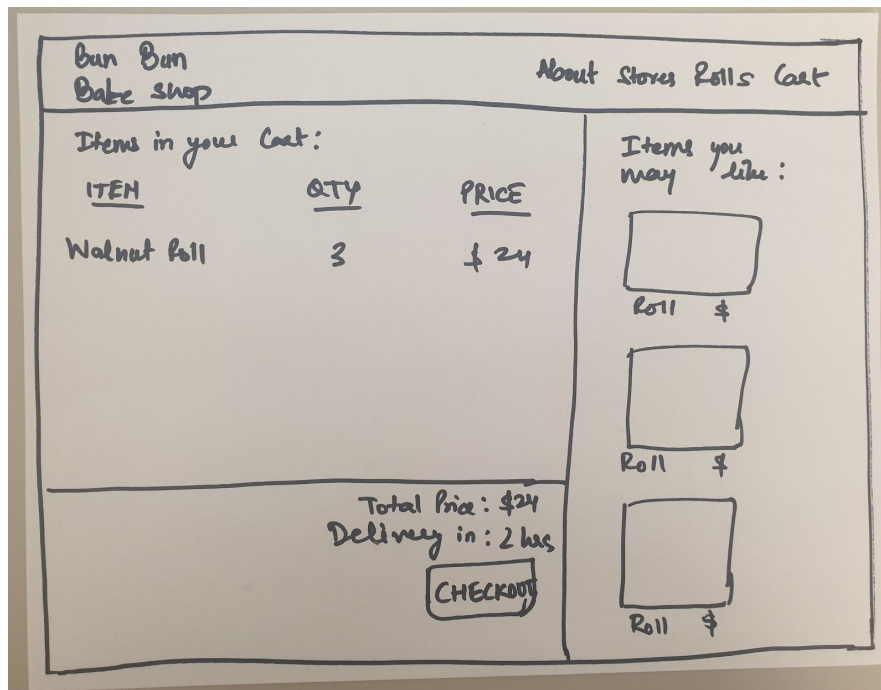 Bun Bun
Bake Shop
About Stores Rolls Cart
Items in your Cart:
ITEM QTY PRICE
Walnut Roll 3 $24
Total Price: $24
Delivery in: 2 hrs
CHECKOUT
Items you
may like:
Roll $
Roll $
Roll $